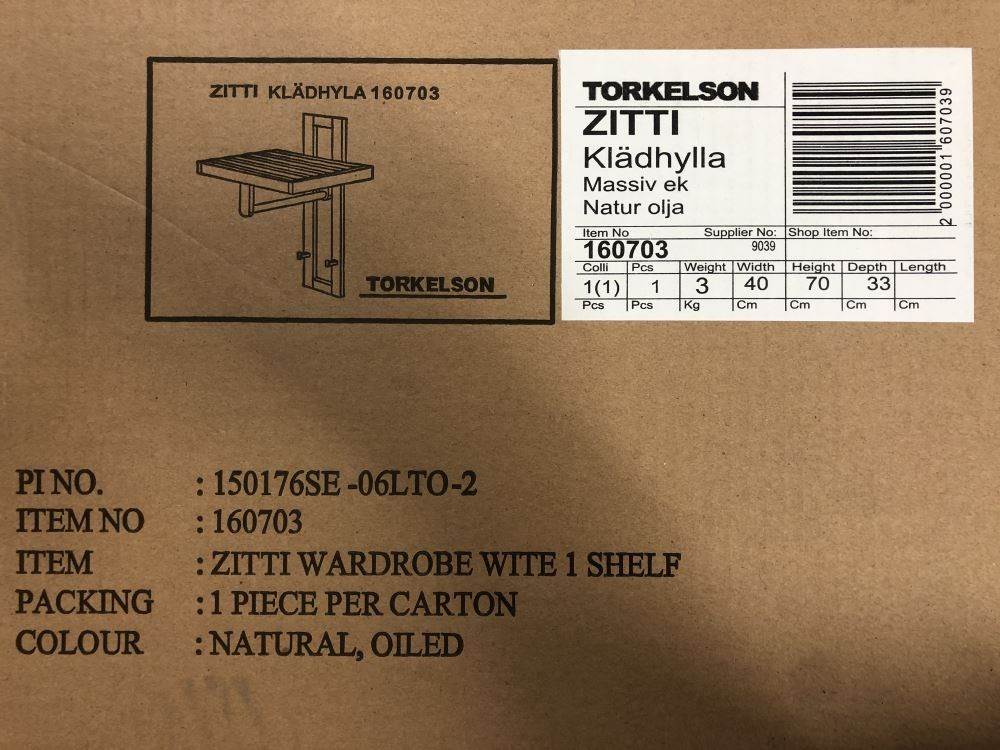 ZITTI KLÄDHYLA 160703
TORKELSON
TORKELSON
ZITTI
Klädhylla
Massiv ek
Natur olja
2 000001 607039
Item No Supplier No: Shop Item No:
160703 9039
Colli Pcs Weight Width Height Depth Length
1(1) 1 3 40 70 33
Pcs Pcs Kg Cm Cm Cm Cm
PI NO. : 150176SE -06LTO-2
ITEM NO : 160703
ITEM : ZITTI WARDROBE WITE 1 SHELF
PACKING : 1 PIECE PER CARTON
COLOUR : NATURAL, OILED